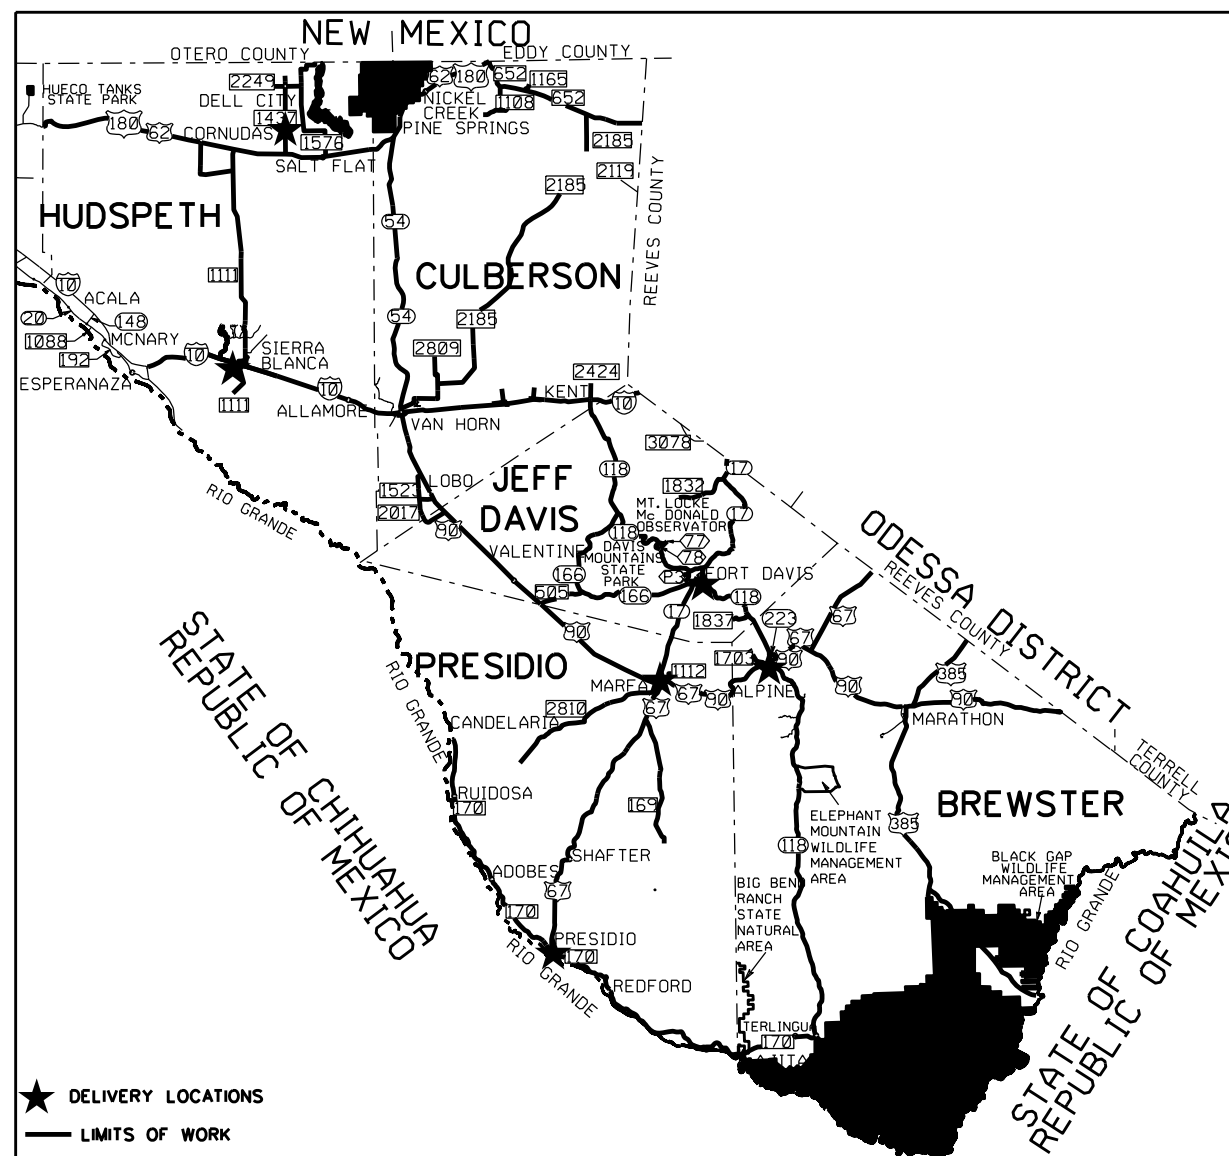 NEW MEXICO
OTERO COUNTY
EDDY COUNTY
2249
62
180
652
1165
HUECO TANKS
STATE PARK
DELL CITY
NICKEL
CREEK
1108
652
1437
180
62
CORNUDAS
PINE SPRINGS
1576
2185
SALT FLAT
2119
2185
HUDSPETH
54
REEVES COUNTY
1111
CULBERSON
10
ACALA
20
148
54
2185
1088
MCNARY
192
10
SIERRA
BLANCA
2809
ESPERANAZA
10
2424
1111
ALLAMORE
KENT
10
VAN HORN
3078
118
17
JEFF
DAVIS
LOBO
1523
1832
2017
90
MT. LOCKE
Mc DONALD
OBSERVATOR
17
RIO GRANDE
118
77
VALENTINE
DAVIS
MOUNTAINS
STATE
PARK
78
166
P3
FORT DAVIS
505
166
118
ODESSA DISTRICT
REEVES COUNTY
17
1837
223
67
67
90
STATE OF CHIHUAHUA
REPUBLIC OF MEXICO
PRESIDIO
1112
1703
90
385
MARFA
67
90
ALPINE
90
90
RIO GRANDE
2810
67
CANDELARIA
MARATHON
TERRELL
COUNTY
RUIDOSA
170
169
BREWSTER
385
ELEPHANT
MOUNTAIN
WILDLIFE
MANAGEMENT
AREA
118
SHAFTER
ADOBES
67
BLACK GAP
WILDLIFE
MANAGEMENT
AREA
BIG BEN
RANCH
STATE
NATURAL
AREA
170
PRESIDIO
170
RIO GRANDE
RIO GRANDE
REDFORD
TERLINGU
170
STATE OF COAHUILA
REPUBLIC OF MEXIC
DELIVERY LOCATIONS
LIMITS OF WORK